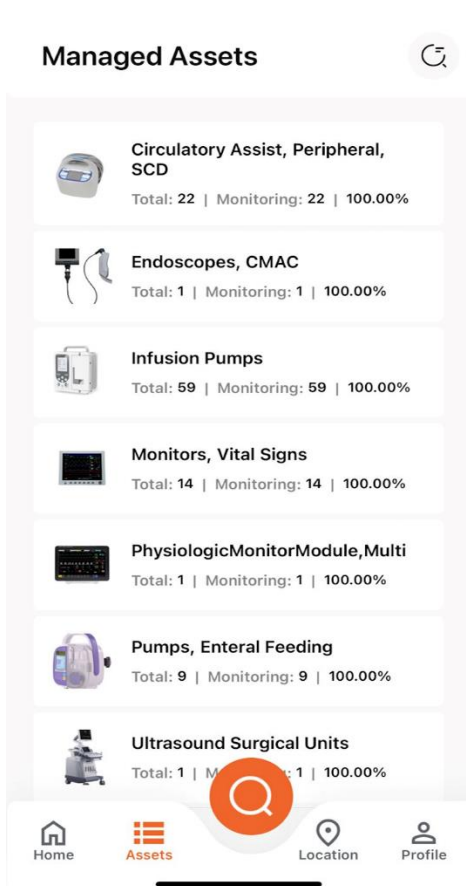 Managed Assets
Circulatory Assist, Peripheral,
SCD
Total: 22 | Monitoring: 22 | 100.00%
Endoscopes, CMAC
Total: 1 | Monitoring: 1 | 100.00%
Infusion Pumps
Total: 59 | Monitoring: 59 | 100.00%
Monitors, Vital Signs
Total: 14 | Monitoring: 14 | 100.00%
PhysiologicMonitorModule,Multi
Total: 1 | Monitoring: 1 | 100.00%
Pumps, Enteral Feeding
Total: 9 | Monitoring: 9 | 100.00%
Ultrasound Surgical Units
Total: 1 | M : 1 | 100.00%
Home Assets Location Profile